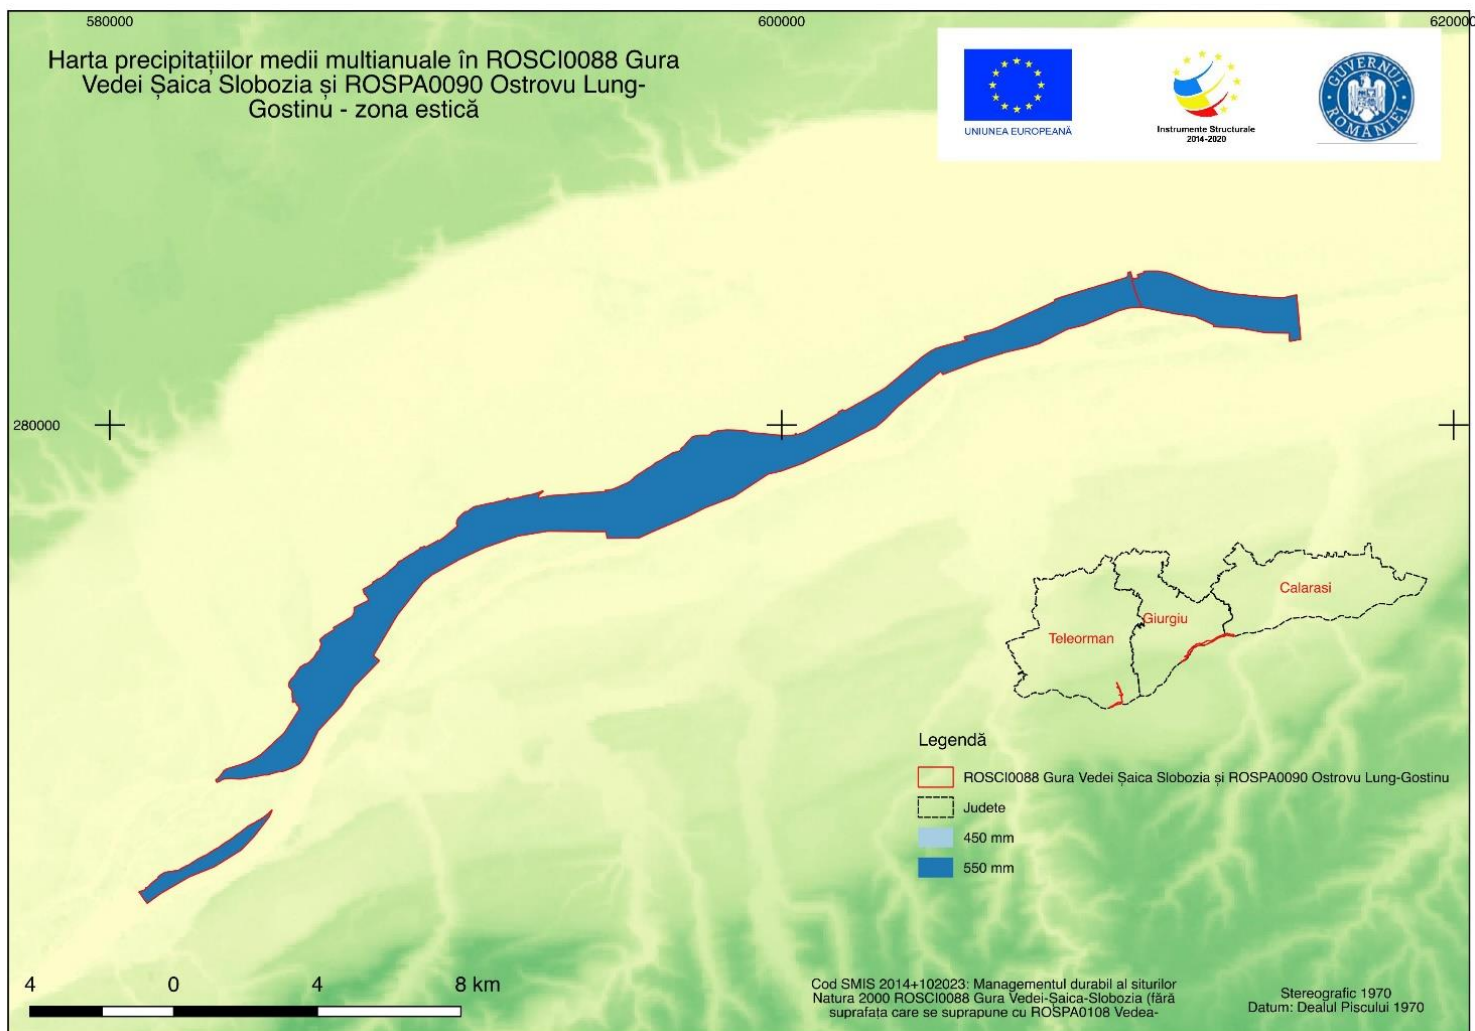 580000
600000
620000
Harta precipitațiilor medii multianuale în ROSCI0088 Gura
Vedei Șaica Slobozia și ROSPA0090 Ostrovu Lung-
Gostinu - zona estică
UNIUNEA EUROPEANĂ
Instrumente Structurale
2014-2020
GUVERNUL
ROMÂNIEI
280000
Calarasi
Giurgiu
Teleorman
Legendă
ROSCI0088 Gura Vedei Șaica Slobozia și ROSPA0090 Ostrovu Lung-Gostinu
Judete
450 mm
550 mm
4 0 4 8 km
Cod SMIS 2014+102023: Managementul durabil al siturilor
Natura 2000 ROSCI0088 Gura Vedei-Șaica-Slobozia (fără
suprafața care se suprapune cu ROSPA0108 Vedea-
Stereografic 1970
Datum: Dealul Piscului 1970